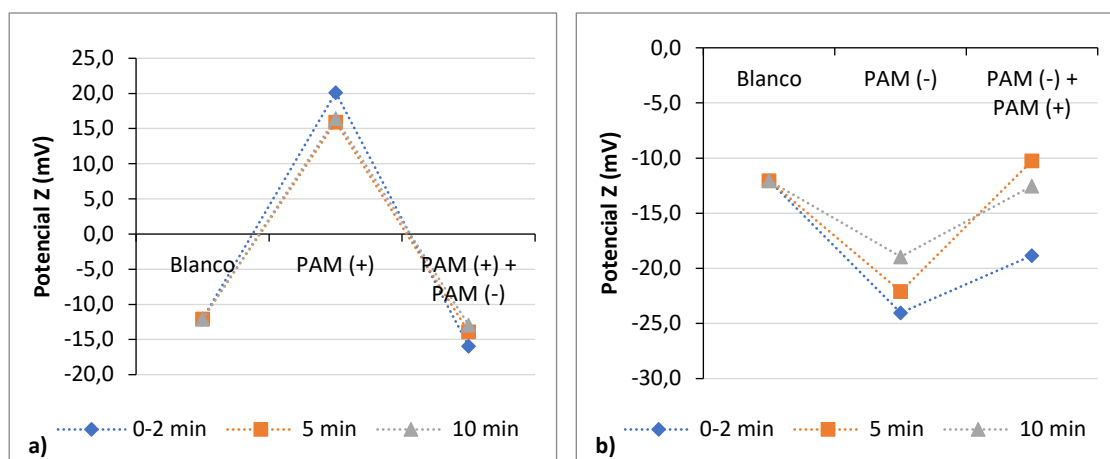 25,0
20,0
15,0
10,0
5,0
0,0
-5,0
-10,0
-15,0
-20,0
Potencial Z (mV)
Blanco
PAM (+)
PAM (+) +
PAM (-)
0-2 min
5 min
10 min
a)
0,0
-5,0
-10,0
-15,0
-20,0
-25,0
-30,0
Potencial Z (mV)
Blanco
PAM (-)
PAM (-) +
PAM (+)
0-2 min
5 min
10 min
b)